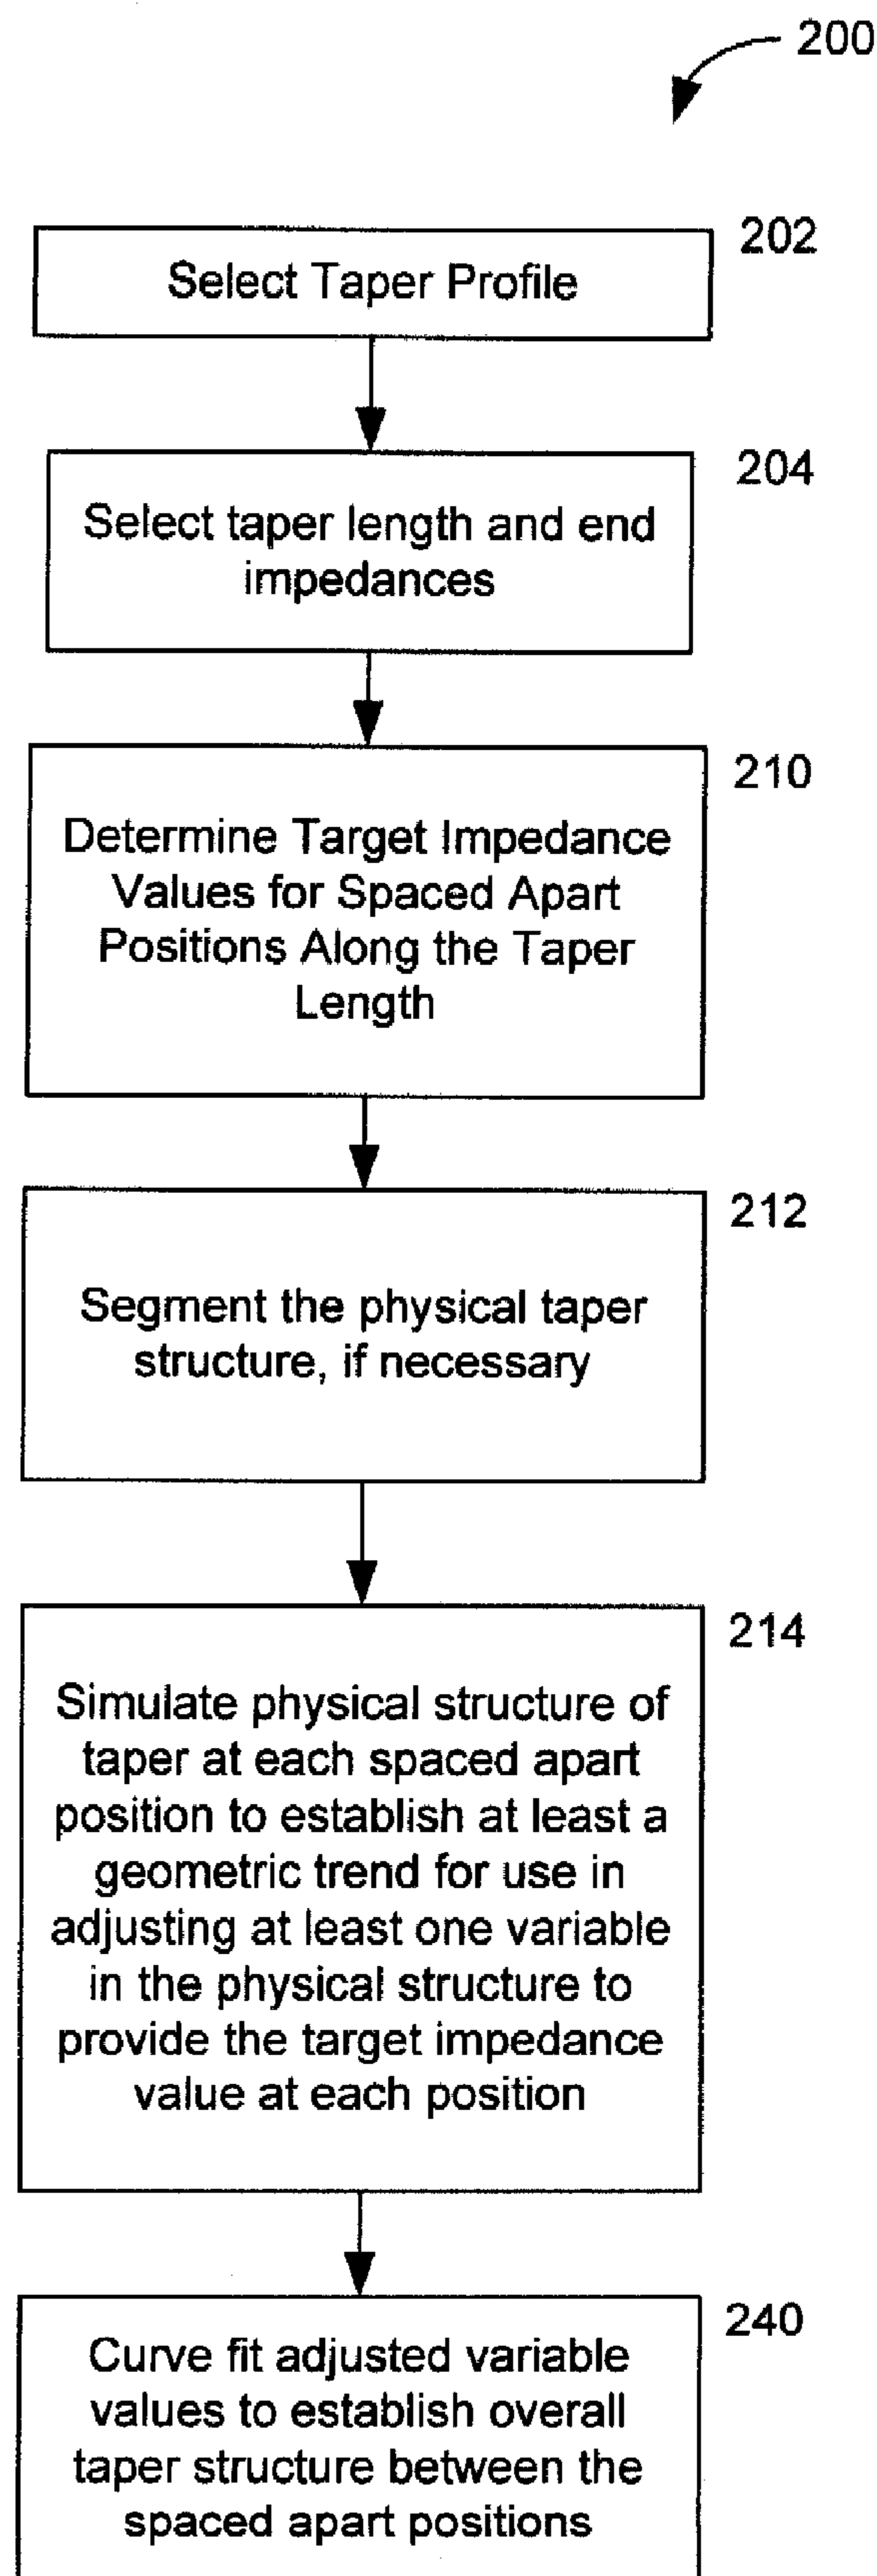 200
202
Select Taper Profile
204
Select taper length and end
impedances
210
Determine Target Impedance
Values for Spaced Apart
Positions Along the Taper
Length
212
Segment the physical taper
structure, if necessary
214
Simulate physical structure of
taper at each spaced apart
position to establish at least a
geometric trend for use in
adjusting at least one variable
in the physical structure to
provide the target impedance
value at each position
240
Curve fit adjusted variable
values to establish overall
taper structure between the
spaced apart positions